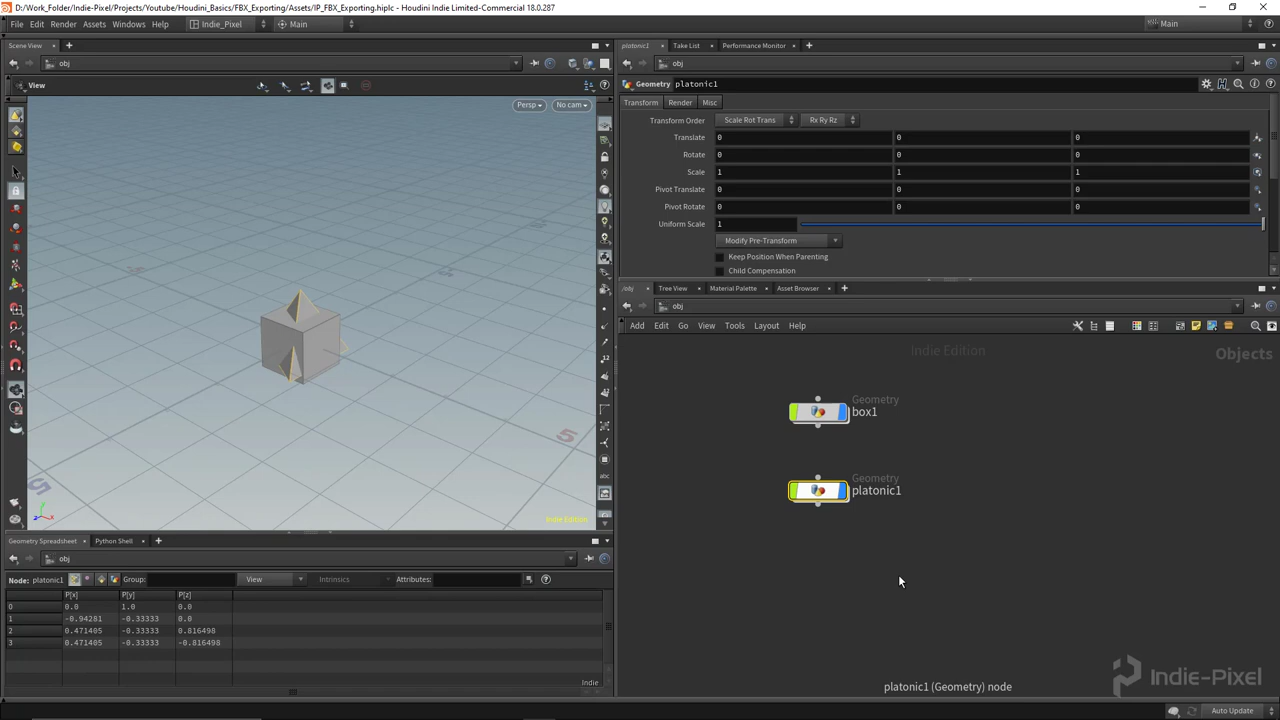 D:/Work_Folder/Indie-Pixel/Projects/Youtube/Houdini_Basics/FBX_Exporting/Assets/IP_FBX_Exporting.hiplc - Houdini Indie Limited-Commercial 18.0.287
File Edit Render Assets Windows Help Indie_Pixel Main Main
Scene View
obj
View
Persp No cam
5
5
Indie Edition
Geometry Spreadsheet Python Shell
obj
Node: platonic1 Group: View Intrinsics Attributes:
P[x] P[y] P[z]
0 0.0 1.0 0.0
1 -0.94281 -0.33333 0.0
2 0.471405 -0.33333 0.816498
3 0.471405 -0.33333 -0.816498
Indie
platonic1 Take List Performance Monitor
obj
Geometry platonic1
Transform Render Misc
Transform Order Scale Rot Trans Rx Ry Rz
Translate 0 0 0
Rotate 0 0 0
Scale 1 1 1
Pivot Translate 0 0 0
Pivot Rotate 0 0 0
Uniform Scale 1
Modify Pre-Transform
Keep Position When Parenting
Child Compensation
/obj Tree View Material Palette Asset Browser
obj
Add Edit Go View Tools Layout Help
Indie Edition
Objects
Geometry
box1
Geometry
platonic1
Indie-Pixel
platonic1 (Geometry) node
Auto Update